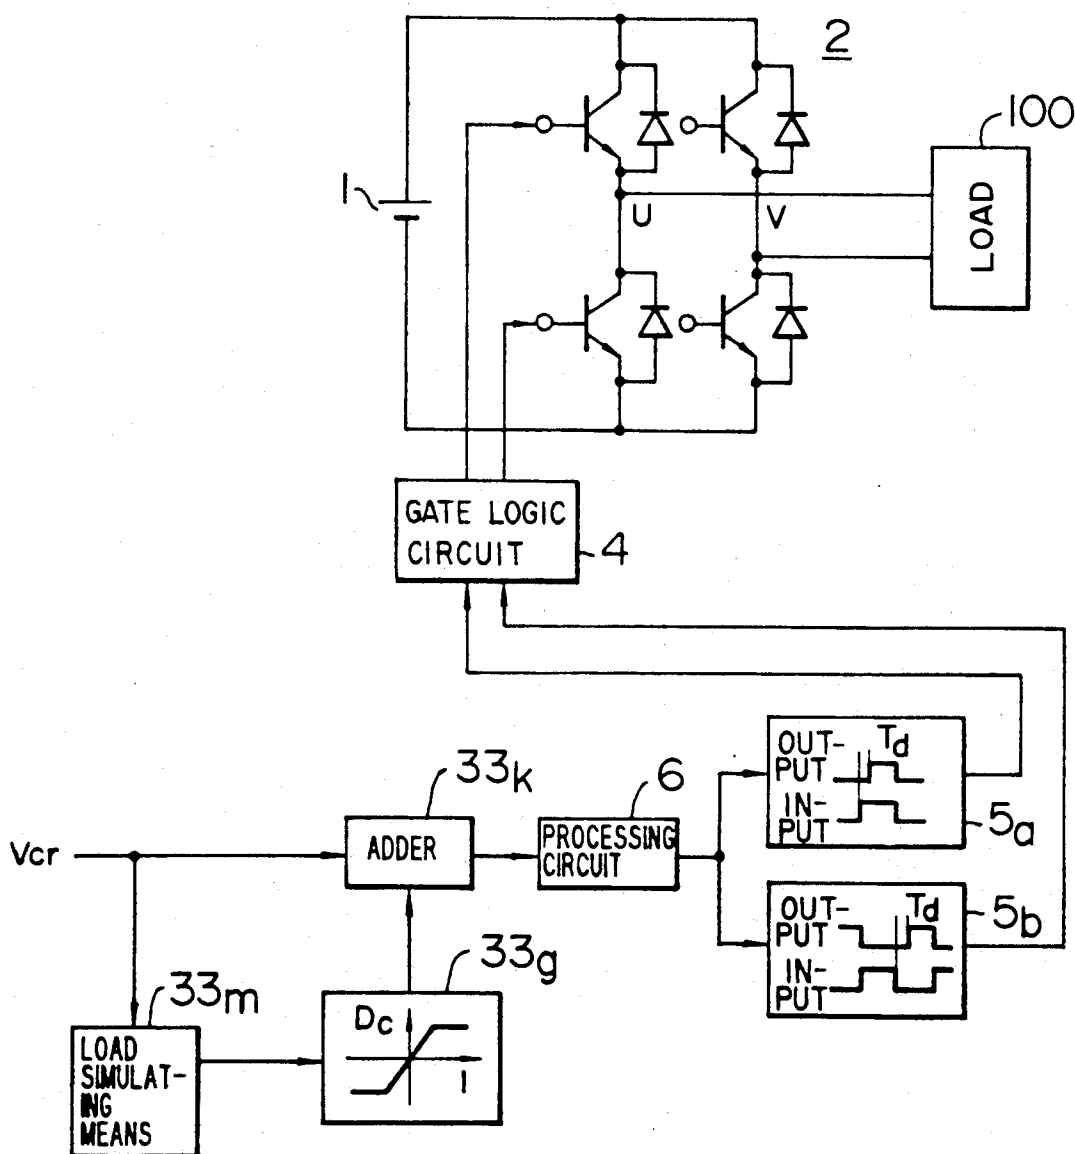 2
100
1
U
V
LOAD
GATE LOGIC
CIRCUIT
4
33k
6
OUT-
PUT
Td
IN-
PUT
5a
Vcr
ADDER
PROCESSING
CIRCUIT
OUT-
PUT
Td
IN-
PUT
5b
33m
33g
LOAD
SIMULAT-
ING
MEANS
Dc
I